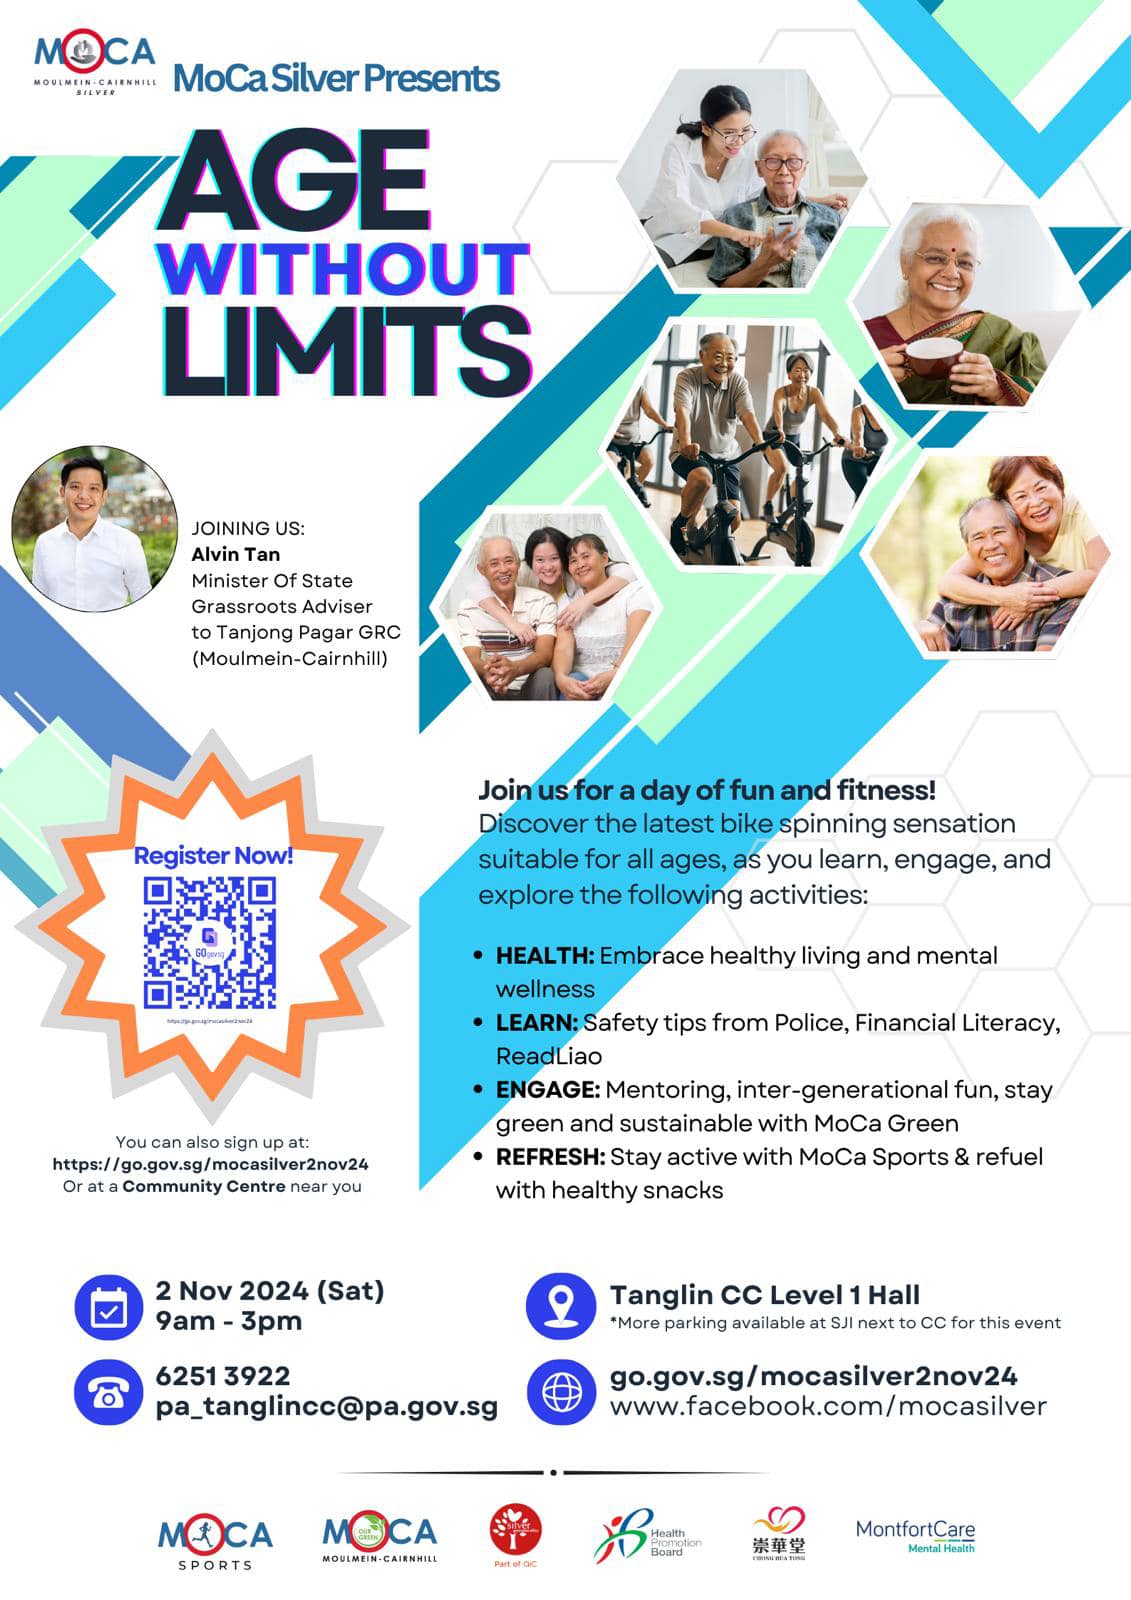 MOCA
MOULMEIN-CAIRNHILL
SILVER
MoCa Silver Presents
AGE
WITHOUT
LIMITS
JOINING US:
Alvin Tan
Minister Of State
Grassroots Adviser
to Tanjong Pagar GRC
(Moulmein-Cairnhill)
Register Now!
GOgovsg
https://go.gov.sg/mocasilver2nov24
You can also sign up at:
https://go.gov.sg/mocasilver2nov24
Or at a Community Centre near you
Join us for a day of fun and fitness!
Discover the latest bike spinning sensation
suitable for all ages, as you learn, engage, and
explore the following activities:
• HEALTH: Embrace healthy living and mental
wellness
• LEARN: Safety tips from Police, Financial Literacy,
ReadLiao
• ENGAGE: Mentoring, inter-generational fun, stay
green and sustainable with MoCa Green
• REFRESH: Stay active with MoCa Sports & refuel
with healthy snacks
2 Nov 2024 (Sat)
9am - 3pm
Tanglin CC Level 1 Hall
*More parking available at SJI next to CC for this event
6251 3922
pa_tanglincc@pa.gov.sg
go.gov.sg/mocasilver2nov24
www.facebook.com/mocasilver
MOCA
SPORTS
MOCA
OUR
GREEN
MOULMEIN-CAIRNHILL
silver
Part of QiC
Health
Promotion
Board
崇華堂
CHONG HUA TONG
MontfortCare
Mental Health